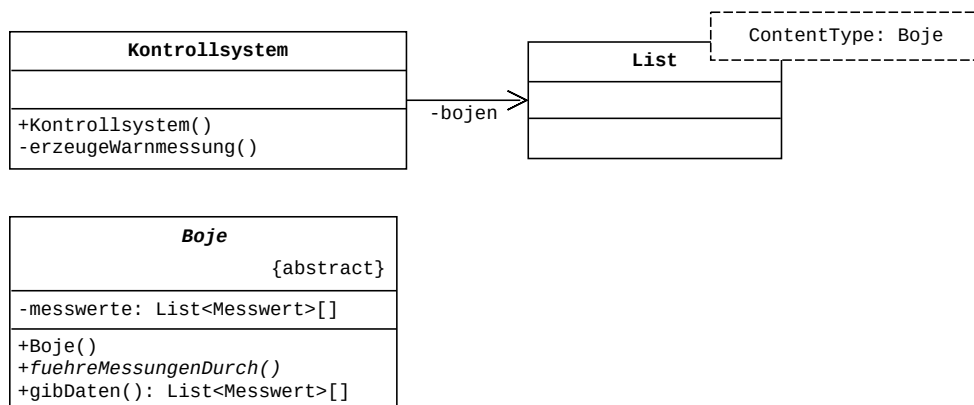 ContentType: Boje
Kontrollsystem
List
-bojen
+Kontrollsystem()
-erzeugeWarnmessung()
Boje
{abstract}
-messwerte: List<Messwert>[]
+Boje()
+fuehreMessungenDurch()
+gibDaten(): List<Messwert>[]